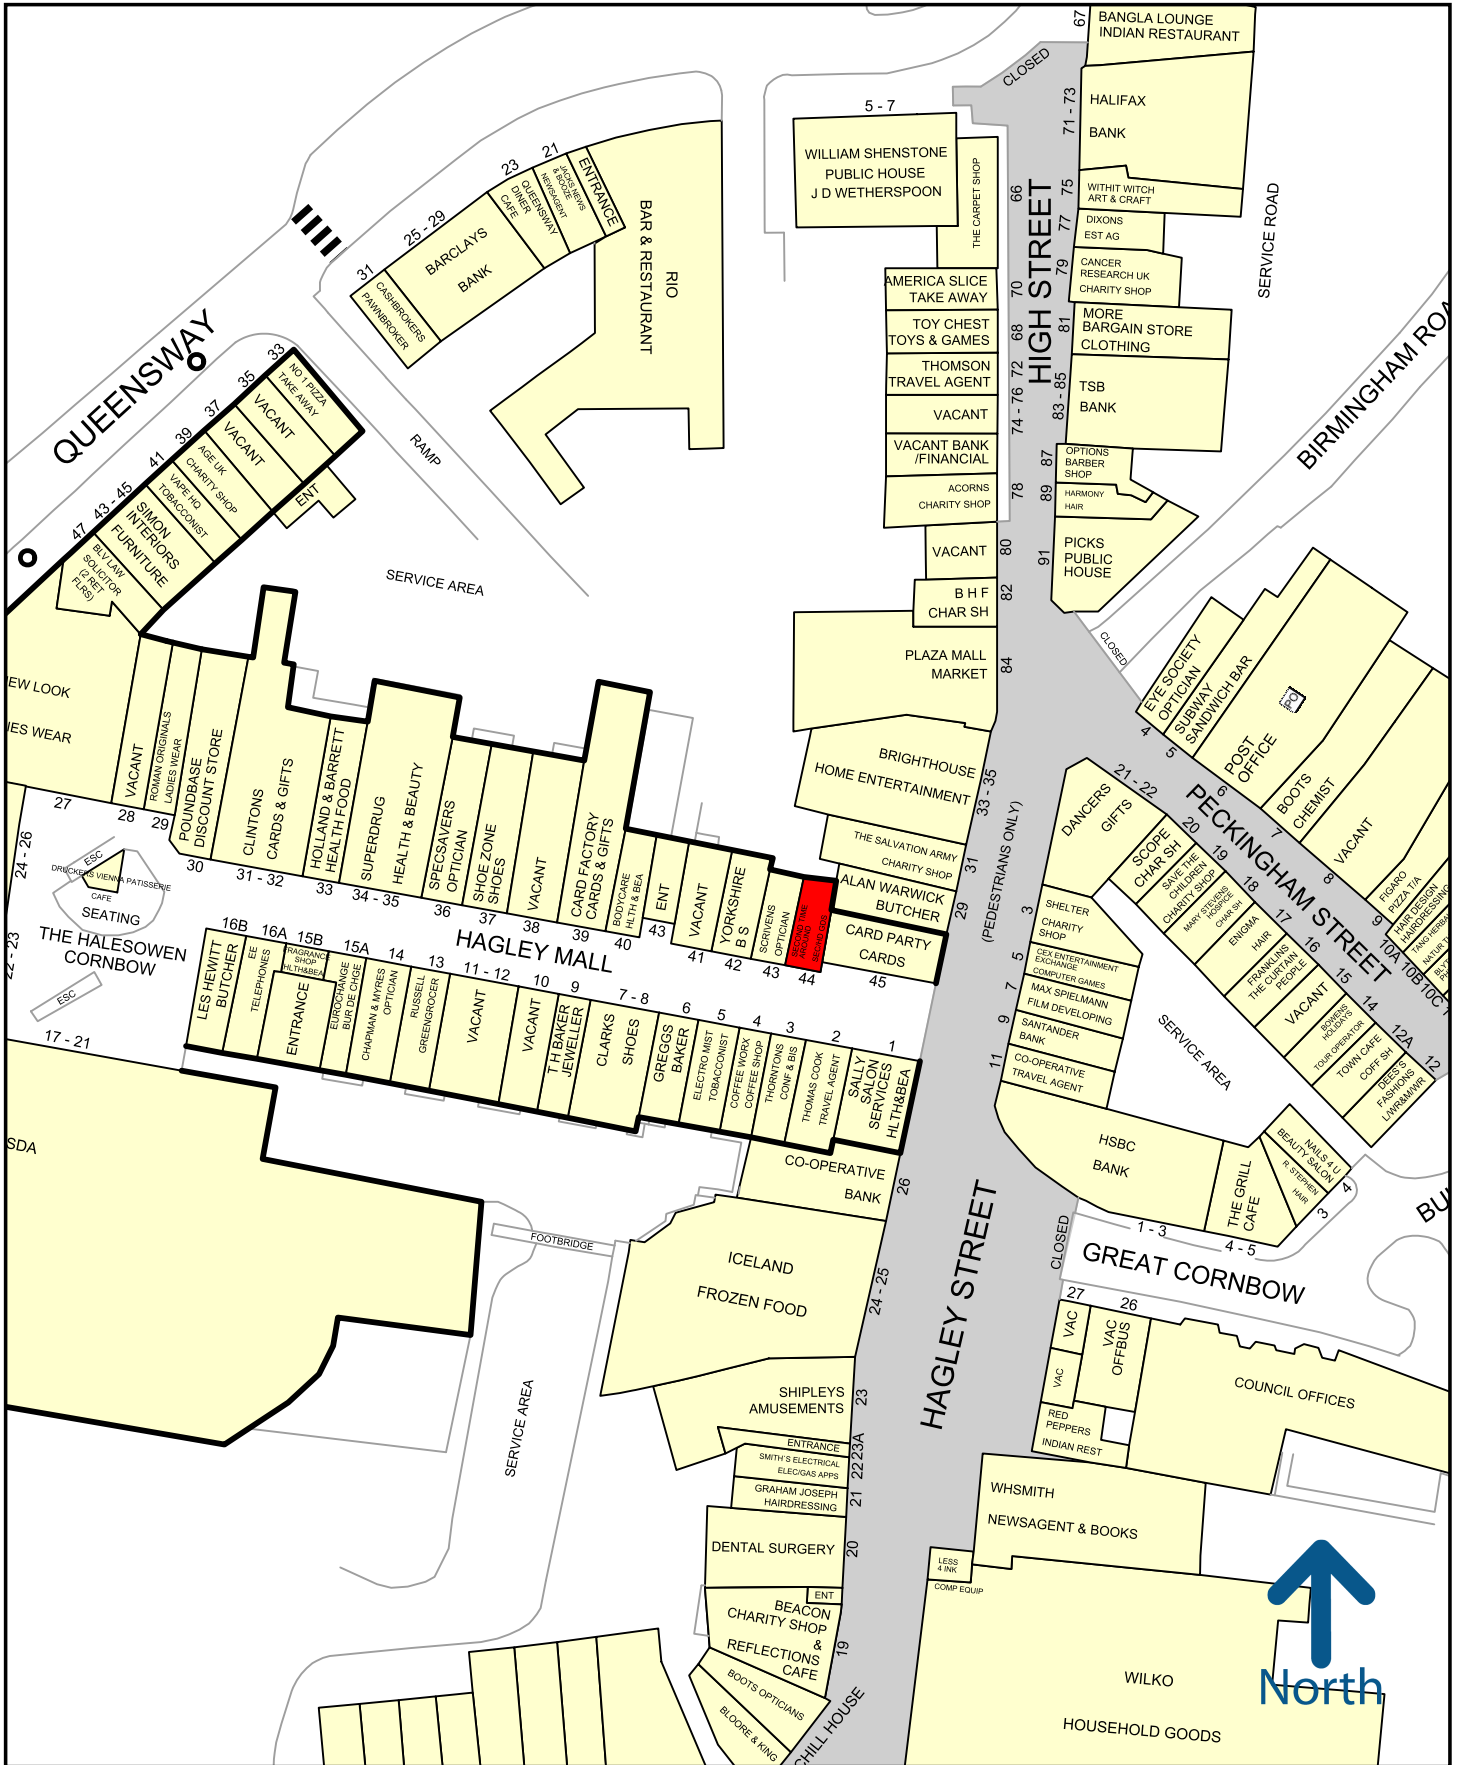 67
BANGLA LOUNGE
INDIAN RESTAURANT
CLOSED
71 - 73
HALIFAX
BANK
5 - 7
WILLIAM SHENSTONE
PUBLIC HOUSE
J D WETHERSPOON
THE CARPET SHOP
66
HIGH STREET
75
WITHIT WITCH
ART & CRAFT
77
DIXONS
EST AG
79
CANCER
RESEARCH UK
CHARITY SHOP
SERVICE ROAD
AMERICA SLICE
TAKE AWAY
70
TOY CHEST
TOYS & GAMES
68
81
MORE
BARGAIN STORE
CLOTHING
THOMSON
TRAVEL AGENT
72
83 - 85
TSB
BANK
VACANT
74 - 76
VACANT BANK
/FINANCIAL
87
OPTIONS
BARBER
SHOP
ACORNS
CHARITY SHOP
78
89
HARMONY
HAIR
VACANT
80
91
PICKS
PUBLIC
HOUSE
B H F
CHAR SH
82
PLAZA MALL
MARKET
84
BIRMINGHAM ROA
CLOSED
21
23
ENTRANCE
JACKS NEWS
& BOOZE
NEWSAGENT
QUEENSWAY
DINER
CAFE
25 - 29
BARCLAYS
BANK
31
CASHBROKERS
PAWNBROKER
RIO
BAR & RESTAURANT
QUEENSWAY
RAMP
33
NO 1 PIZZA
TAKE AWAY
35
VACANT
37
VACANT
39
AGE UK
CHARITY SHOP
41
VAPE HQ
TOBACCONIST
43 - 45
SIMON
INTERIORS
FURNITURE
47
BLV LAW
SOLICITOR
(2 RET
FLRS)
ENT
SERVICE AREA
EW LOOK
IES WEAR
27
VACANT
28
ROMAN ORIGINALS
LADIES WEAR
29
POUNDBASE
DISCOUNT STORE
30
CLINTONS
CARDS & GIFTS
31 - 32
HOLLAND & BARRETT
HEALTH FOOD
33
SUPERDRUG
HEALTH & BEAUTY
34 - 35
SPECSAVERS
OPTICIAN
36
SHOE ZONE
SHOES
37
VACANT
38
CARD FACTORY
CARDS & GIFTS
39
BODYCARE
HLTH & BEA
40
ENT
43
VACANT
41
YORKSHIRE
B S
42
SCRIVENS
OPTICIAN
43
SECOND TIME
AROUND
SECND GDS
44
CARD PARTY
CARDS
45
BRIGHTHOUSE
HOME ENTERTAINMENT
33 - 35
THE SALVATION ARMY
CHARITY SHOP
31
ALAN WARWICK
BUTCHER
29
(PEDESTRIANS ONLY)
EYE SOCIETY
OPTICIAN
4
SUBWAY
SANDWICH BAR
5
PO
POST
OFFICE
6
BOOTS
CHEMIST
7
VACANT
8
FIGARO
PIZZA T/A
9
HAIR DESIGN
HAIRDRESSING
10A
TANG HERBA
NATUR T
10B
10C
PECKINGHAM STREET
21 - 22
DANCERS
GIFTS
20
SCOPE
CHAR SH
19
SAVE THE
CHILDREN
CHARITY SHOP
18
MARY STEVENS
HOSPICE
CHAR SH
17
ENIGMA
HAIR
16
FRANKLINS
THE CURTAIN
PEOPLE
15
VACANT
14
BOWENS
HOLIDAYS
TOUR OPERATOR
12A
TOWN CAFE
COFF SH
12
DEES 6 S
FASHIONS
L/WR&M/WR
3
SHELTER
CHARITY
SHOP
5
CEX ENTERTAINMENT
EXCHANGE
COMPUTER GAMES
7
MAX SPIELMANN
FILM DEVELOPING
9
SANTANDER
BANK
11
CO-OPERATIVE
TRAVEL AGENT
SERVICE AREA
HSBC
BANK
1 - 3
THE GRILL
CAFE
4 - 5
NAILS 4 U
BEAUTY SALON
4
R. STEPHEN
HAIR
3
BU
24 - 26
ESC
DRUCKERS VIENNA PATISSERIE
CAFE
SEATING
THE HALESOWEN
CORNBOW
22 - 23
ESC
17 - 21
HAGLEY MALL
16B
LES HEWITT
BUTCHER
16A
EE
TELEPHONES
15B
FRAGRANCE
SHOP
HLTH&BEA
ENTRANCE
15A
EUROCHANGE
BUR DE CHGE
14
CHAPMAN & MYRES
OPTICIAN
13
RUSSELL
GREENGROCER
11 - 12
VACANT
10
VACANT
9
T H BAKER
JEWELLER
7 - 8
CLARKS
SHOES
6
GREGGS
BAKER
5
ELECTRO MIST
TOBACCONIST
4
COFFEE WORX
COFFEE SHOP
3
THORNTONS
CONF & BIS
2
THOMAS COOK
TRAVEL AGENT
1
SALLY
SALON
SERVICES
HLTH&BEA
SDA
CO-OPERATIVE
BANK
26
FOOTBRIDGE
ICELAND
FROZEN FOOD
24 - 25
HAGLEY STREET
CLOSED
GREAT CORNBOW
27
VAC
26
VAC
OFFBUS
VAC
RED
PEPPERS
INDIAN REST
COUNCIL OFFICES
SERVICE AREA
SHIPLEYS
AMUSEMENTS
23
ENTRANCE
23A
SMITH'S ELECTRICAL
ELEC/GAS APPS
22
GRAHAM JOSEPH
HAIRDRESSING
21
DENTAL SURGERY
20
ENT
BEACON
CHARITY SHOP
&
REFLECTIONS
CAFE
19
BOOTS OPTICIANS
BLOORE & KING
CHILL HOUSE
WHSMITH
NEWSAGENT & BOOKS
LESS
4 INK
COMP EQUIP
WILKO
HOUSEHOLD GOODS
North